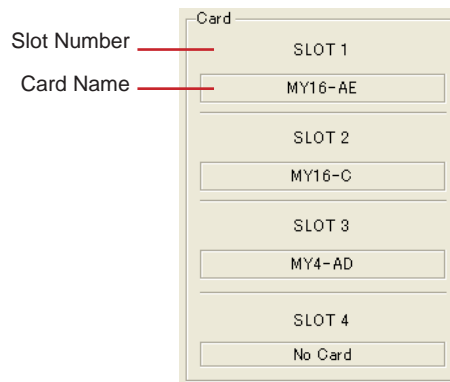 Card
Slot Number
SLOT 1
Card Name
MY16-AE
SLOT 2
MY16-C
SLOT 3
MY4-AD
SLOT 4
No Card